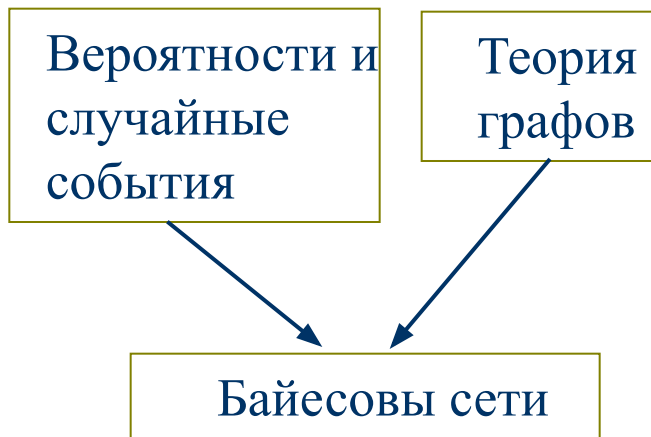 Вероятности и
случайные
события
Теория
графов
Байесовы сети